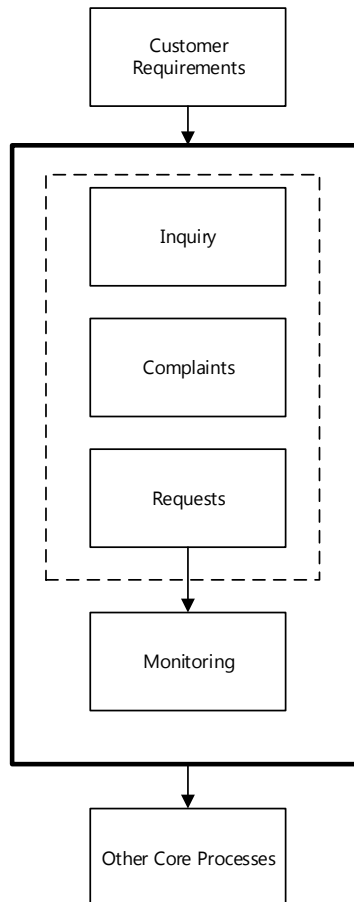 Customer
Requirements
Inquiry
Complaints
Requests
Monitoring
Other Core Processes